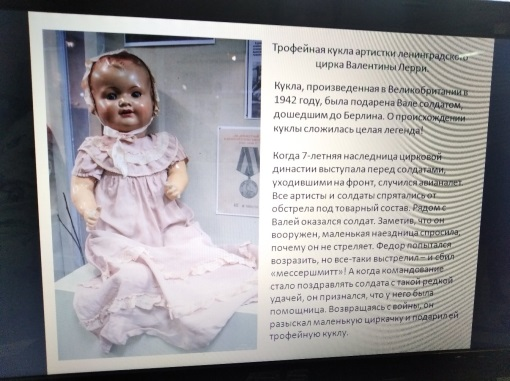 Трофейная кукла артистки ленинградского
цирка Валентины Лерри.
Кукла, произведенная в Великобритании в
1942 году, была подарена Вале солдатом,
дошедшим до Берлина. О происхождении
куклы сложилась целая легенда!
Когда 7-летняя наследница цирковой
династии выступала перед солдатами,
уходившими на фронт, случился авианалет.
Все артисты и солдаты спрятались от
обстрела под товарный состав. Рядом с
Валей оказался солдат. Заметив, что он
вооружен, маленькая наездница спросила,
почему он не стреляет. Федор попытался
возразить, но все-таки выстрелил – и сбил
«мессершмитт»! А когда командование
стало поздравлять солдата с такой редкой
удачей, он признался, что у него была
помощница. Возвращаясь с войны, он
разыскал маленькую циркачку и подарил ей
трофейную куклу.